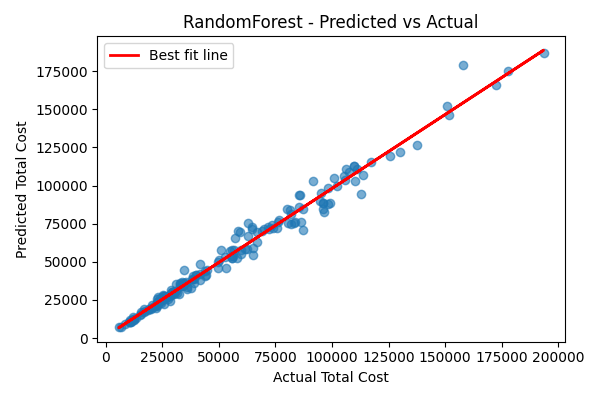 RandomForest - Predicted vs Actual
Best fit line
Predicted Total Cost
175000
150000
125000
100000
75000
50000
25000
0
0 25000 50000 75000 100000 125000 150000 175000 200000
Actual Total Cost